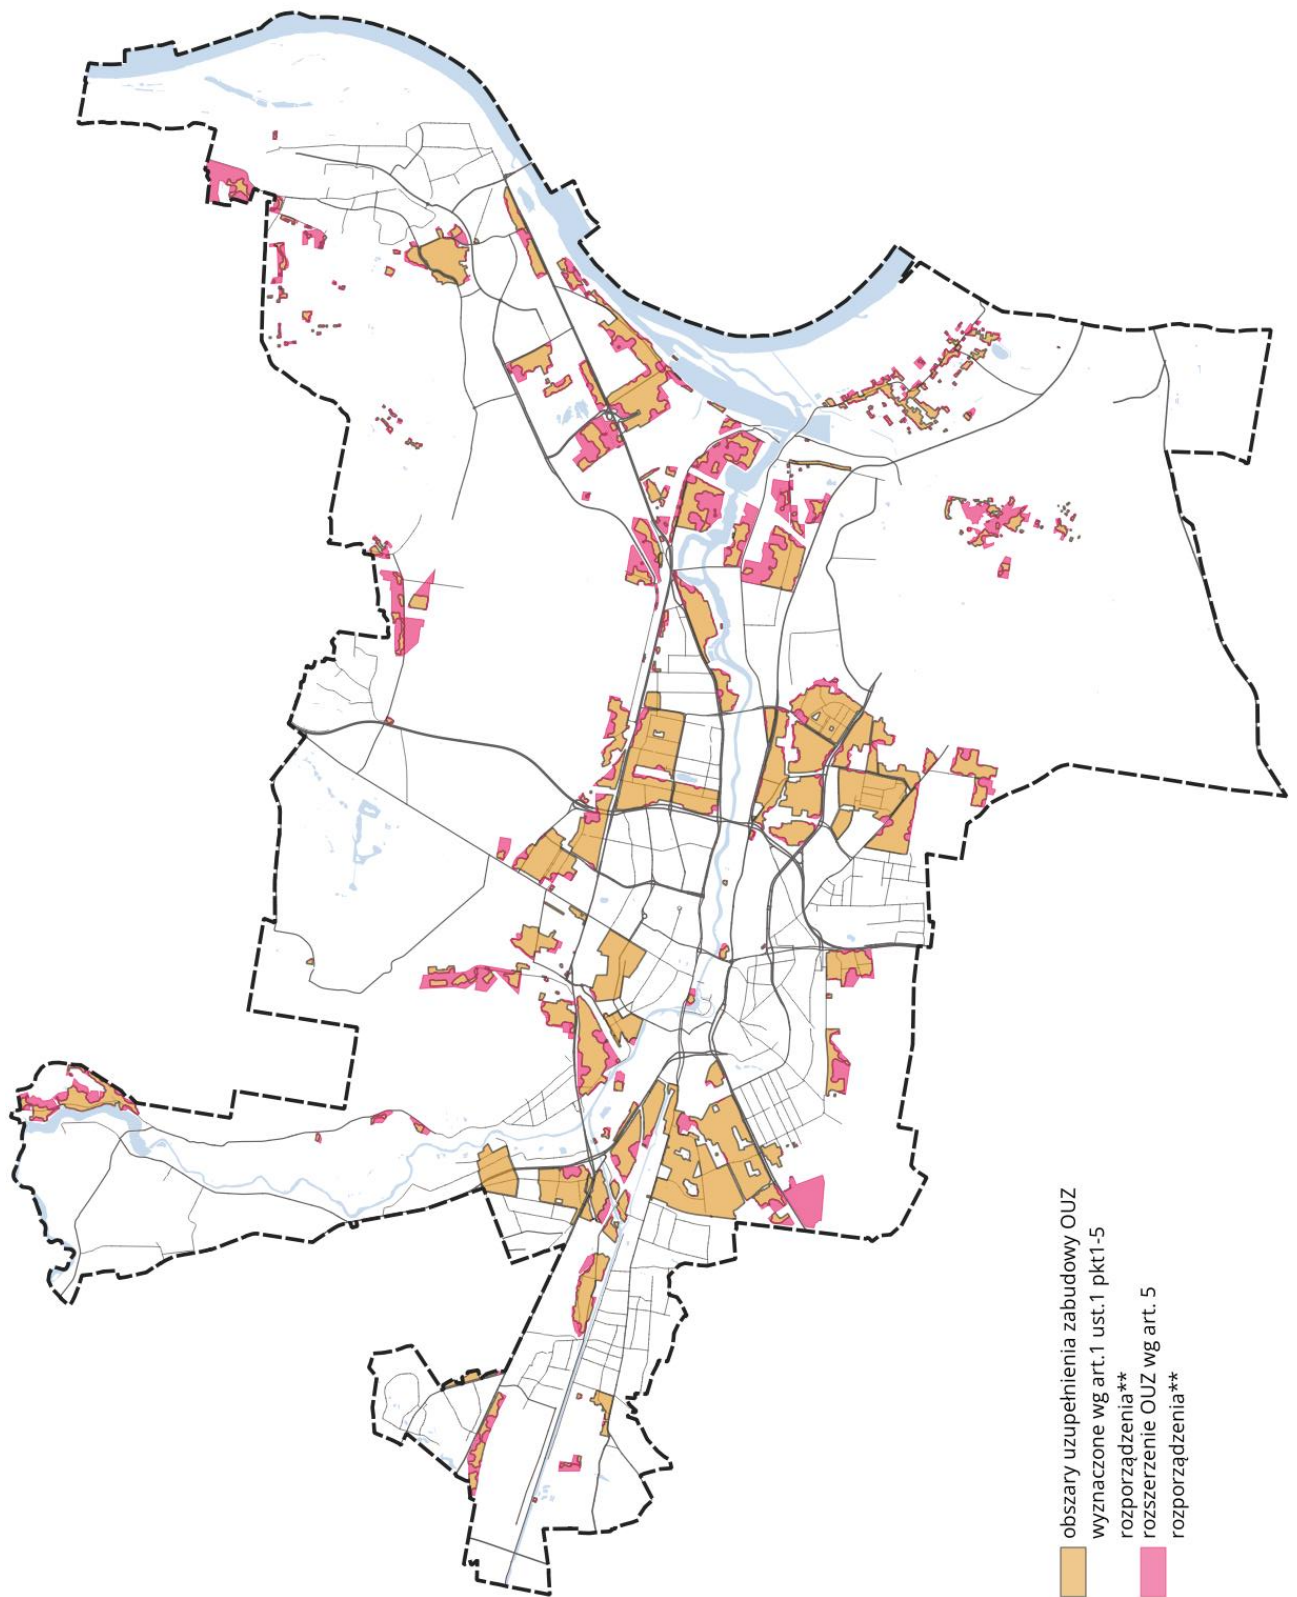 obszary uzupełnienia zabudowy OUZ
wyznaczone wg art.1 ust.1 pkt1-5
rozporządzenia**
rozszerzenie OUZ wg art. 5
rozporządzenia**